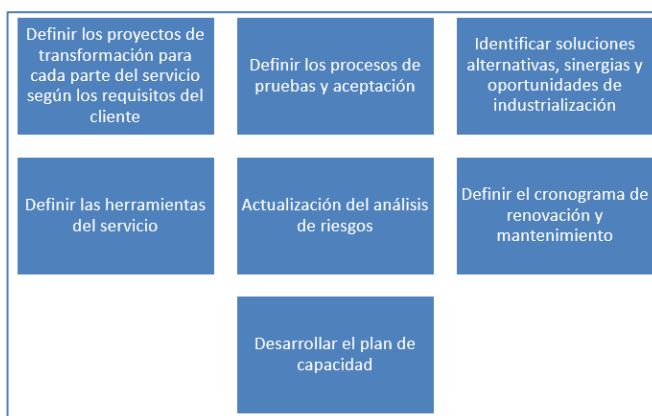 Definir los proyectos de
transformación para
cada parte del servicio
según los requisitos del
cliente
Definir los procesos de
pruebas y aceptación
Identificar soluciones
alternativas, sinergias y
oportunidades de
industrialización
Definir las herramientas
del servicio
Actualización del análisis
de riesgos
Definir el cronograma de
renovación y
mantenimiento
Desarrollar el plan de
capacidad